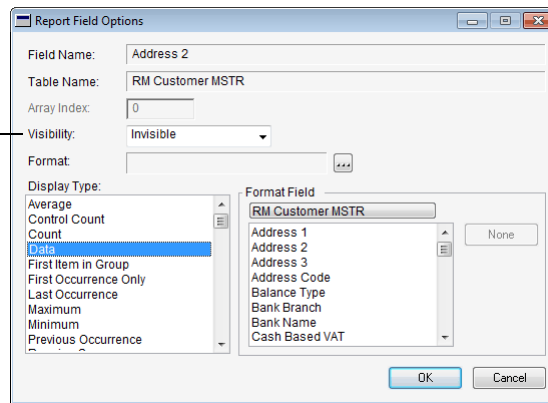 Report Field Options
Field Name: Address 2
Table Name: RM Customer MSTR
Array Index: 0
Visibility: Invisible
Format: ...
Display Type:
Average
Control Count
Count
Data
First Item in Group
First Occurrence Only
Last Occurrence
Maximum
Minimum
Previous Occurrence
Format Field
RM Customer MSTR
Address 1
Address 2
Address 3
Address Code
Balance Type
Bank Branch
Bank Name
Cash Based VAT
None
OK Cancel